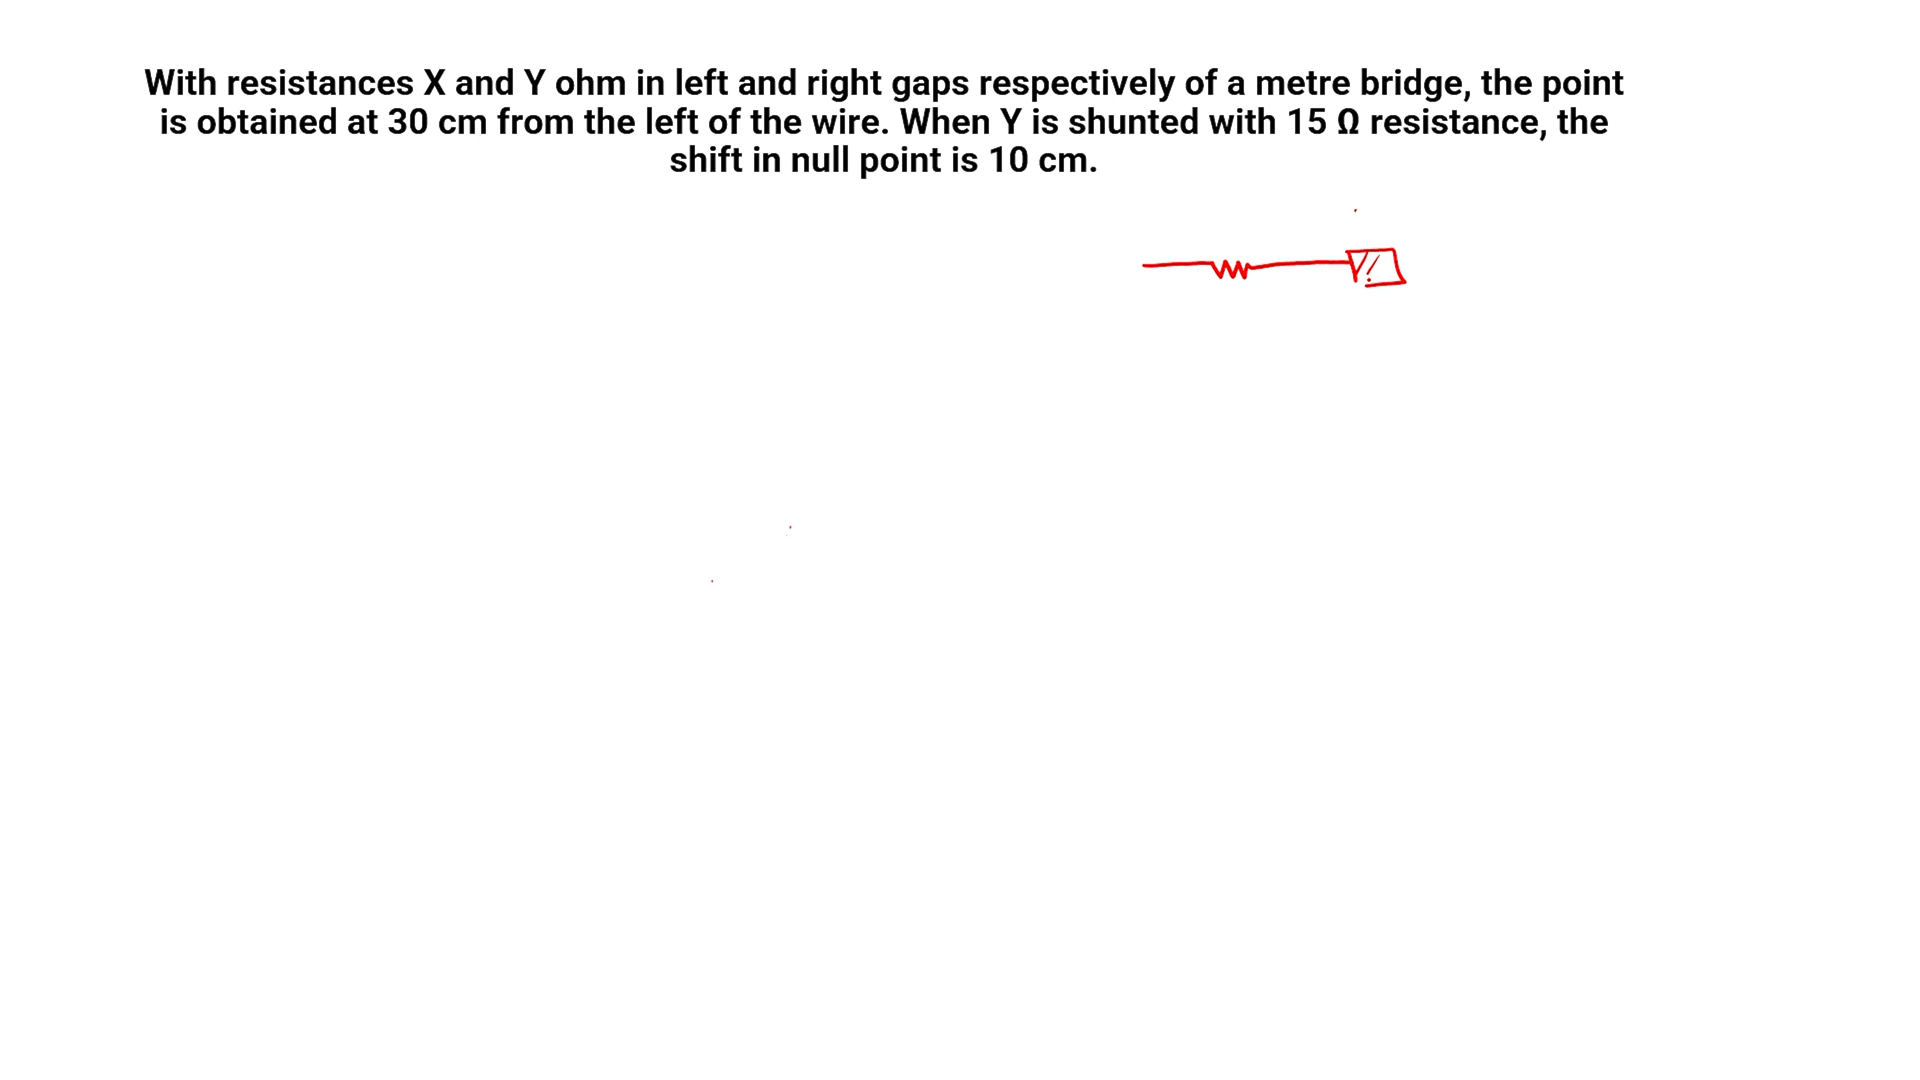 With resistances X and Y ohm in left and right gaps respectively of a metre bridge, the point
is obtained at 30 cm from the left of the wire. When Y is shunted with 15 Ω resistance, the
shift in null point is 10 cm.